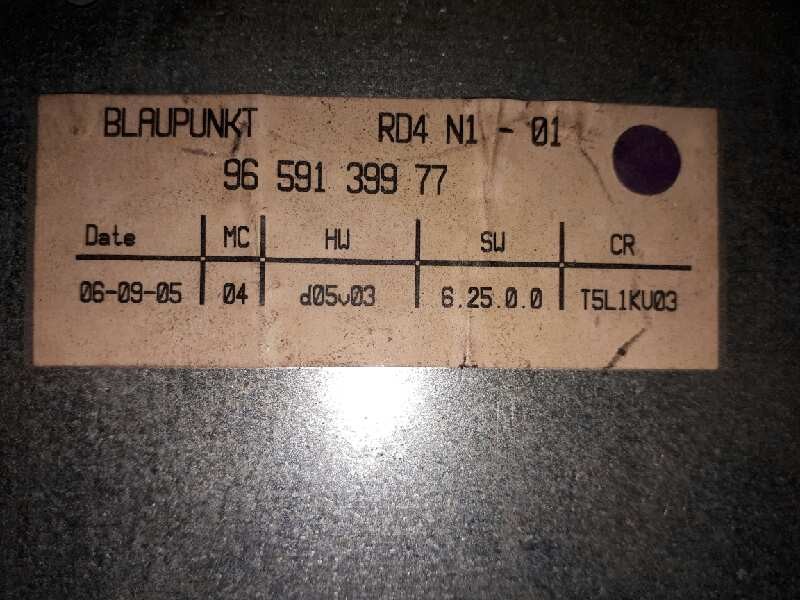 BLAUPUNKT RD4 N1 - 01
96 591 399 77
Date MC HW SW CR
06-09-05 04 d05v03 6.25.0.0 T5L1KU03